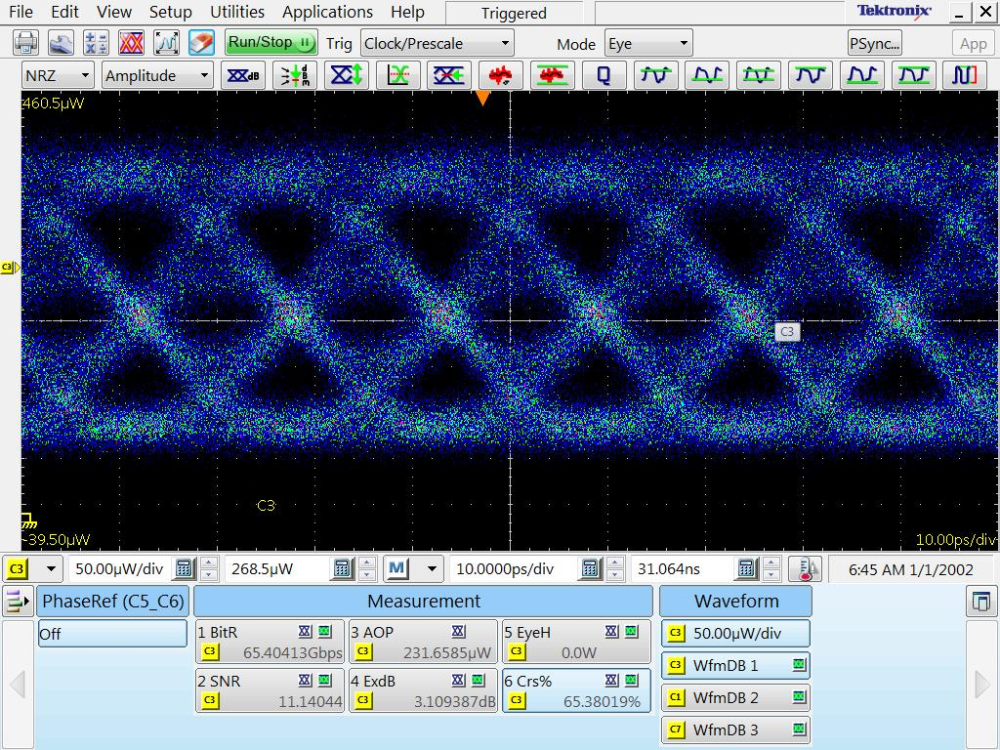 File Edit View Setup Utilities Applications Help Triggered Tektronix
Run/Stop Trig Clock/Prescale Mode Eye PSync... App
NRZ Amplitude dB dBm Q
460.5µW
C3
C3
C3
-39.50µW 10.00ps/div
C3 50.00µW/div 268.5µW M 10.0000ps/div 31.064ns 6:45 AM 1/1/2002
PhaseRef (C5_C6) Measurement Waveform
Off 1 BitR 3 AOP 5 EyeH C3 50.00µW/div
C3 65.40413Gbps C3 231.6585µW C3 0.0W C3 WfmDB 1
2 SNR 4 ExdB 6 Crs% C1 WfmDB 2
C3 11.14044 C3 3.109387dB C3 65.38019% C7 WfmDB 3